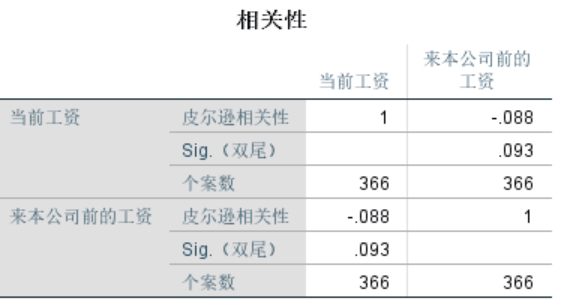 相关性
当前工资 来本公司前的
工资
当前工资 皮尔逊相关性 1 -.088
Sig.（双尾） .093
个案数 366 366
来本公司前的工资 皮尔逊相关性 -.088 1
Sig.（双尾） .093
个案数 366 366